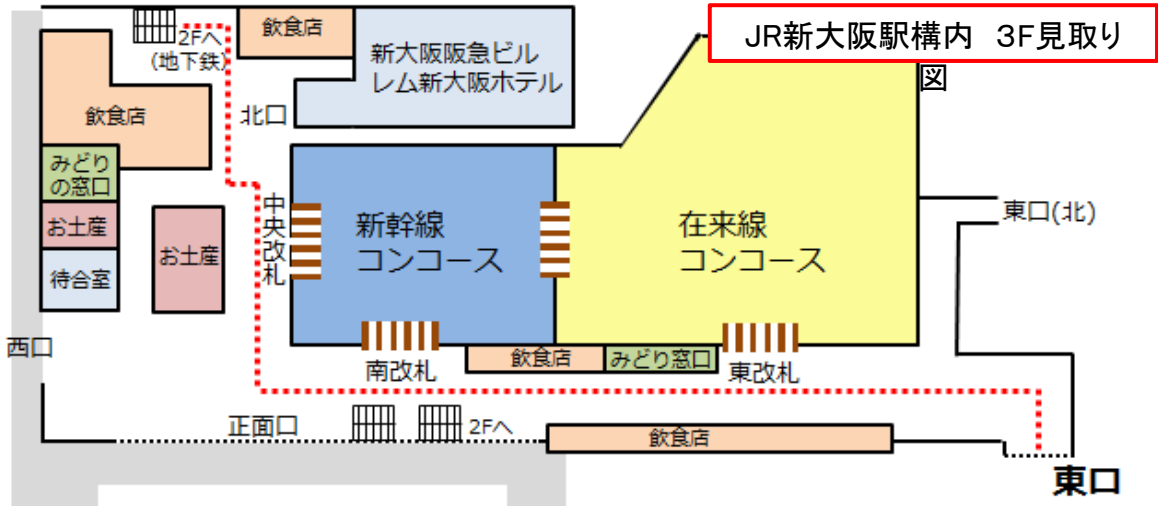 JR新大阪駅構内 3F見取り
図
2Fへ
(地下鉄)
飲食店
新大阪阪急ビル
レム新大阪ホテル
飲食店
北口
みどり
の窓口
お土産
待合室
お土産
中央改札
新幹線
コンコース
在来線
コンコース
東口(北)
西口
南改札
飲食店
みどり窓口
東改札
正面口
2Fへ
飲食店
東口